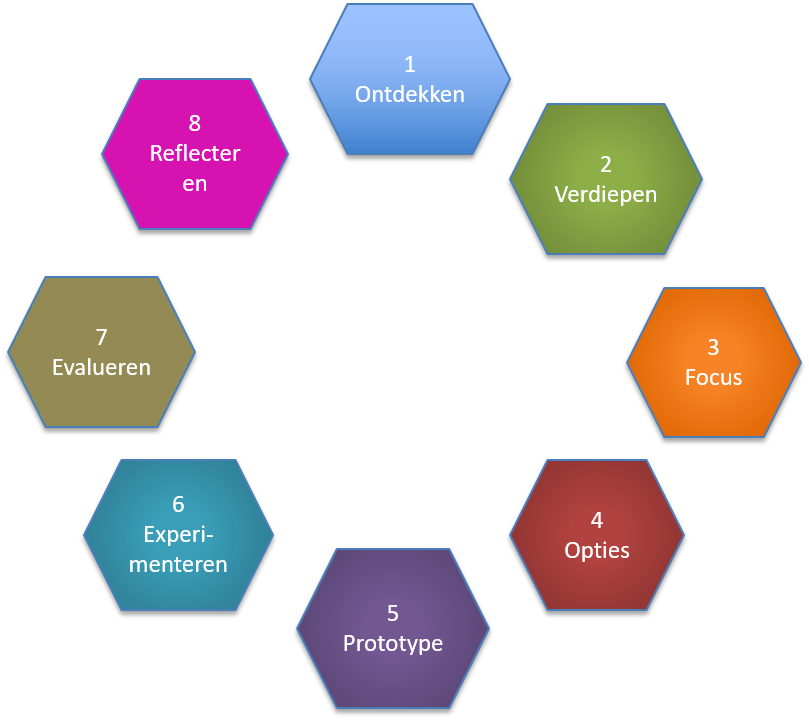 1
Ontdekken
2
Verdiepen
3
Focus
4
Opties
5
Prototype
6
Experi-
menteren
7
Evalueren
8
Reflecter
en